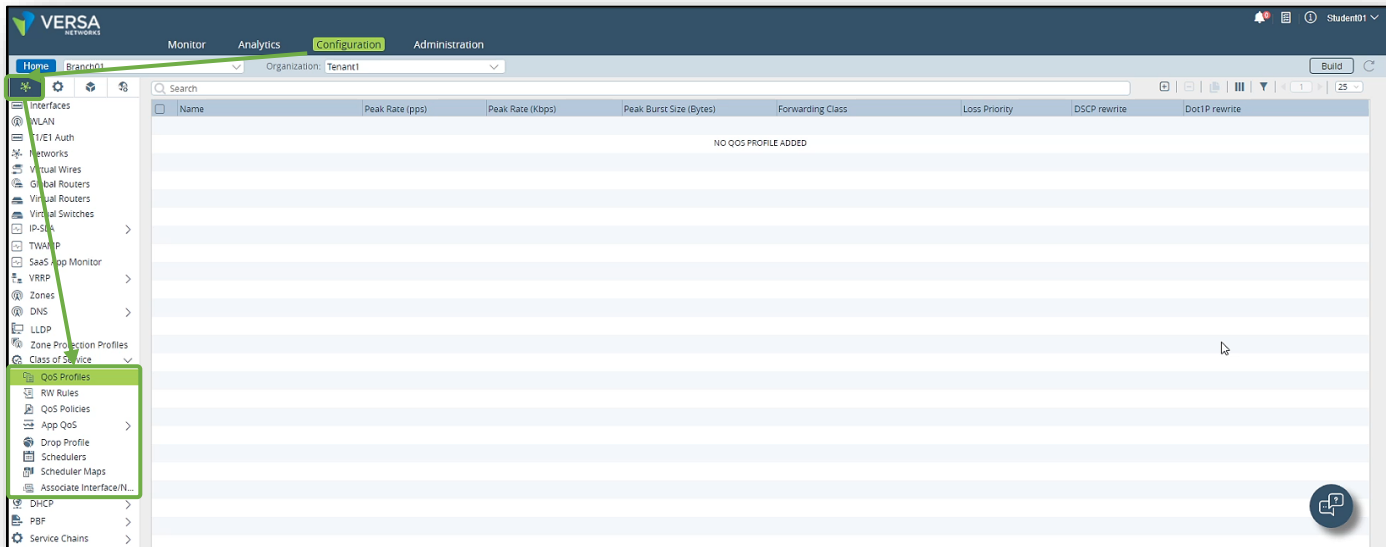 VERSA
NETWORKS
Student01
Monitor Analytics Configuration Administration
Home Branch01 Organization: Tenant1 Build
Search 1 25
Name Peak Rate (pps) Peak Rate (Kbps) Peak Burst Size (Bytes) Forwarding Class Loss Priority DSCP rewrite Dot1P rewrite
NO QOS PROFILE ADDED
Interfaces
WLAN
T1/E1 Auth
Networks
Virtual Wires
Global Routers
Virtual Routers
Virtual Switches
IP-SLA
TWAMP
SaaS App Monitor
VRRP
Zones
DNS
LLDP
Zone Protection Profiles
Class of Service
QoS Profiles
RW Rules
QoS Policies
App QoS
Drop Profile
Schedulers
Scheduler Maps
Associate Interface/N...
DHCP
PBF
Service Chains